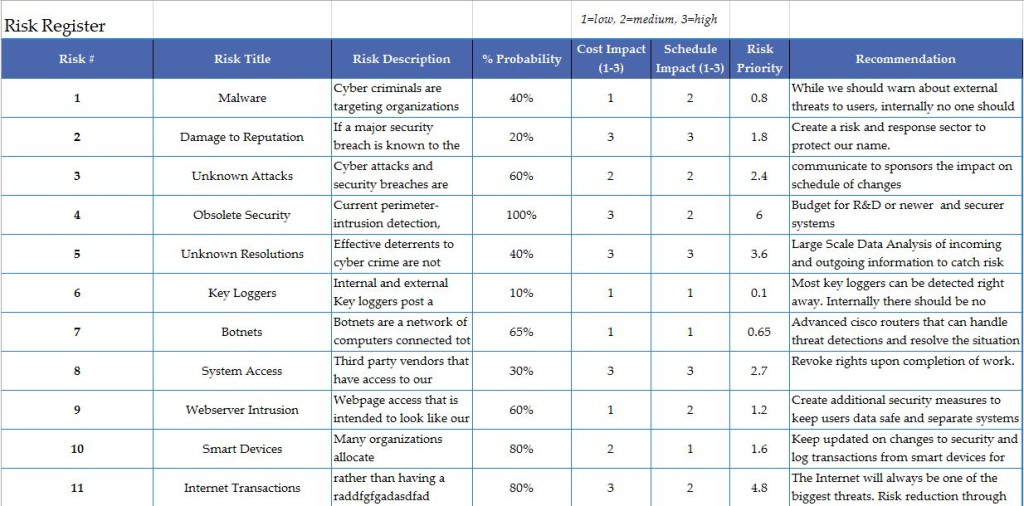 Risk Register
1=low, 2=medium, 3=high
Risk # Risk Title Risk Description % Probability Cost Impact (1-3) Schedule Impact (1-3) Risk Priority Recommendation
1 Malware Cyber criminals are targeting organizations 40% 1 2 0.8 While we should warn about external threats to users, internally no one should
2 Damage to Reputation If a major security breach is known to the 20% 3 3 1.8 Create a risk and response sector to protect our name.
3 Unknown Attacks Cyber attacks and security breaches are 60% 2 2 2.4 communicate to sponsors the impact on schedule of changes
4 Obsolete Security Current perimeter-intrusion detection, 100% 3 2 6 Budget for R&D or newer and securer systems
5 Unknown Resolutions Effective deterrents to cyber crime are not 40% 3 3 3.6 Large Scale Data Analysis of incoming and outgoing information to catch risk
6 Key Loggers Internal and external Key loggers post a 10% 1 1 0.1 Most key loggers can be detected right away. Internally there should be no
7 Botnets Botnets are a network of computers connected tot 65% 1 1 0.65 Advanced cisco routers that can handle threat detections and resolve the situation
8 System Access Third party vendors that have access to our 30% 3 3 2.7 Revoke rights upon completion of work.
9 Webserver Intrusion Webpage access that is intended to look like our 60% 1 2 1.2 Create additional security measures to keep users data safe and separate systems
10 Smart Devices Many organizations allocate 80% 2 1 1.6 Keep updated on changes to security and log transactions from smart devices for
11 Internet Transactions rather than having a raddfgfgadasdfad 80% 3 2 4.8 The Internet will always be one of the biggest threats. Risk reduction through